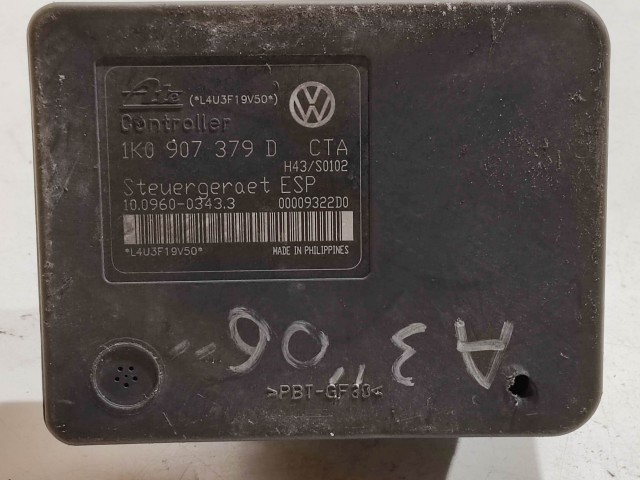 Ate (*L4U3F19V50*)
Controller
1K0 907 379 D CTA
H43/S0102
Steuergeraet ESP
10.0960-0343.3 00009322D0
*L4U3F19V50* MADE IN PHILIPPINES
A3 "06"
>PBT-GF30<